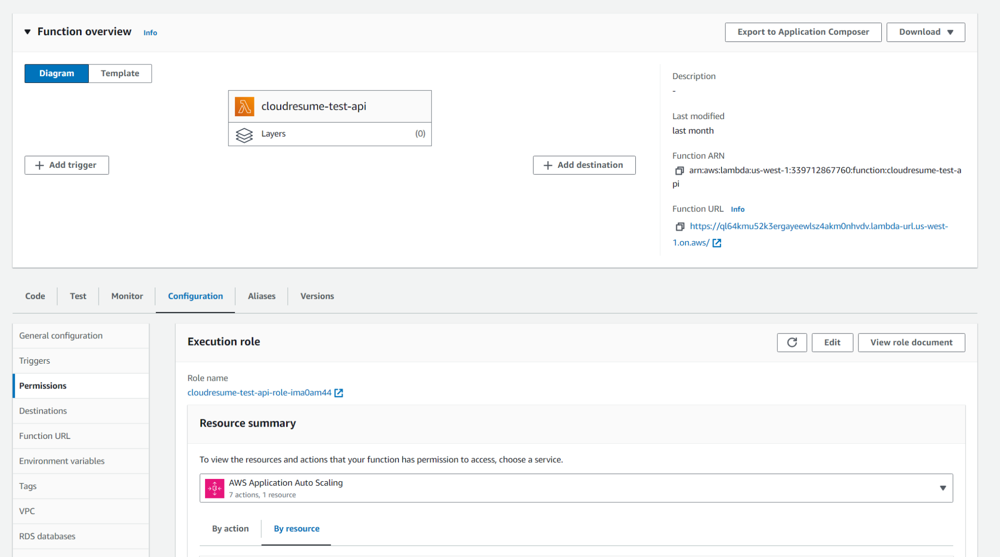 Function overview Info
Export to Application Composer
Download
Diagram
Template
cloudresume-test-api
Layers
(0)
Add trigger
Add destination
Description
-
Last modified
last month
Function ARN
arn:aws:lambda:us-west-1:339712867760:function:cloudresume-test-a
pi
Function URL Info
https://ql64kmu52k3ergayeewlsz4akm0nhvdv.lambda-url.us-west-
1.on.aws/
Code
Test
Monitor
Configuration
Aliases
Versions
General configuration
Triggers
Permissions
Destinations
Function URL
Environment variables
Tags
VPC
RDS databases
Execution role
Edit
View role document
Role name
cloudresume-test-api-role-ima0am44
Resource summary
To view the resources and actions that your function has permission to access, choose a service.
AWS Application Auto Scaling
7 actions, 1 resource
By action
By resource